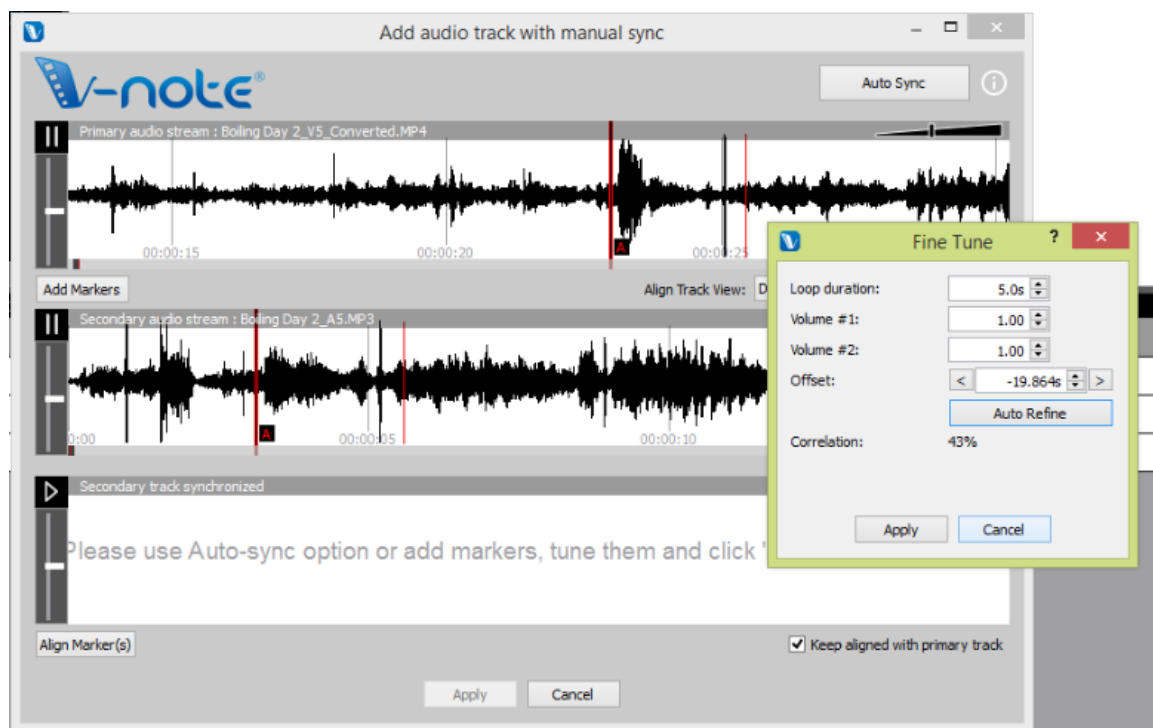 Add audio track with manual sync
V-note®
Auto Sync
Primary audio stream : Boiling Day 2_V5_Converted.MP4
00:00:15
00:00:20
00:00:25
A
Add Markers
Align Track View: D
Secondary audio stream : Boiling Day 2_A5.MP3
0:00
A
00:00:05
00:00:10
Secondary track synchronized
Please use Auto-sync option or add markers, tune them and click '
Align Marker(s)
Keep aligned with primary track
Apply
Cancel
Fine Tune
?
Loop duration:
5.0s
Volume #1:
1.00
Volume #2:
1.00
Offset:
< -19.864s >
Auto Refine
Correlation:
43%
Apply
Cancel